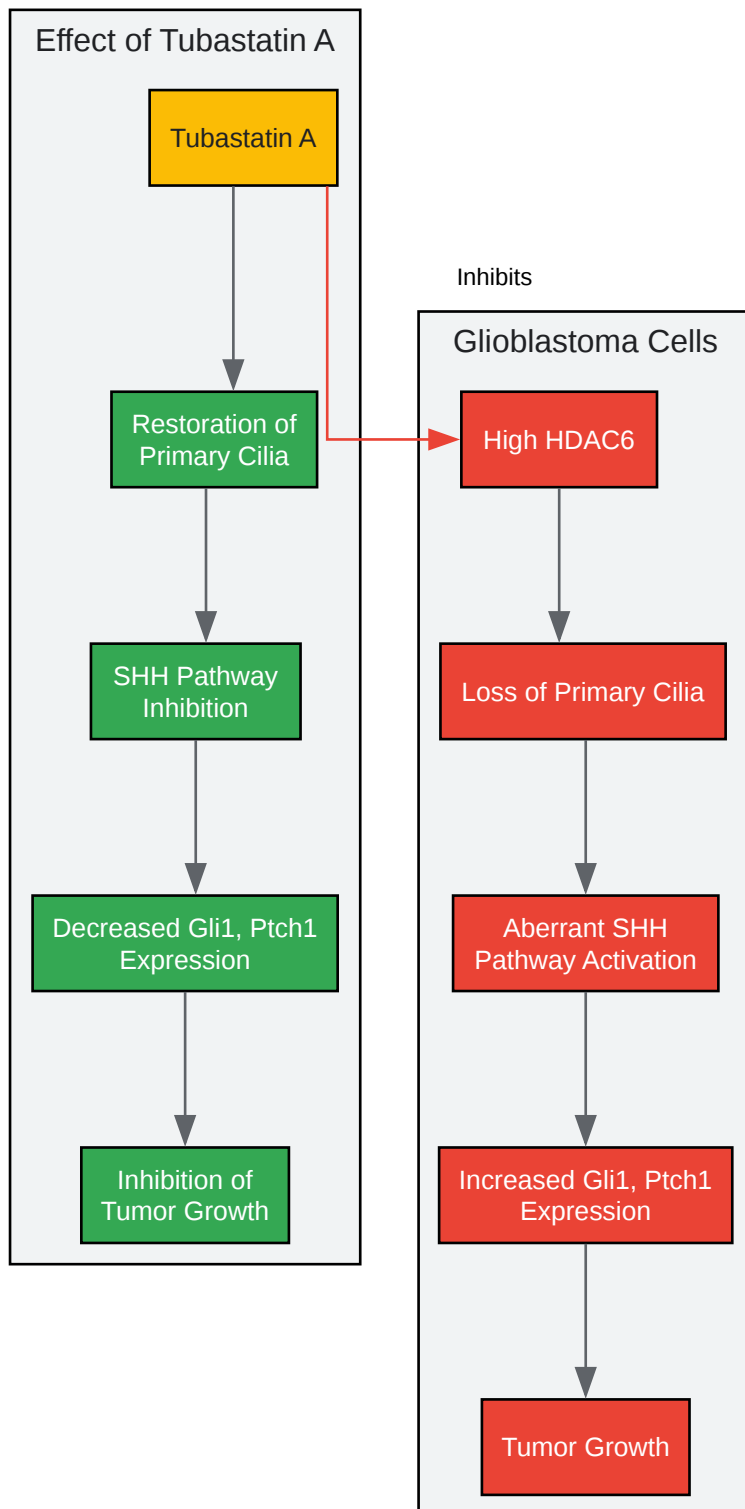 Effect of Tubastatin A
Tubastatin A
Restoration of
Primary Cilia
SHH Pathway
Inhibition
Decreased Gli1, Ptch1
Expression
Inhibition of
Tumor Growth
Inhibits
Glioblastoma Cells
High HDAC6
Loss of Primary Cilia
Aberrant SHH
Pathway Activation
Increased Gli1, Ptch1
Expression
Tumor Growth